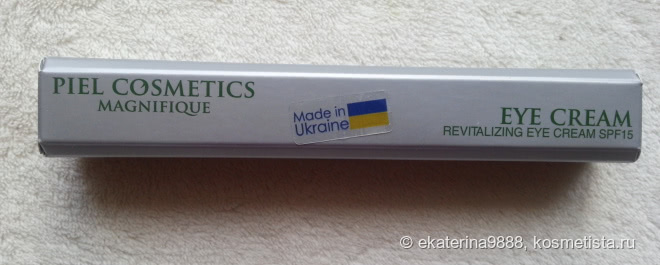 PIEL COSMETICS
MAGNIFIQUE
Made in
Ukraine
EYE CREAM
REVITALIZING EYE CREAM SPF15
© ekaterina9888, kosmetista.ru